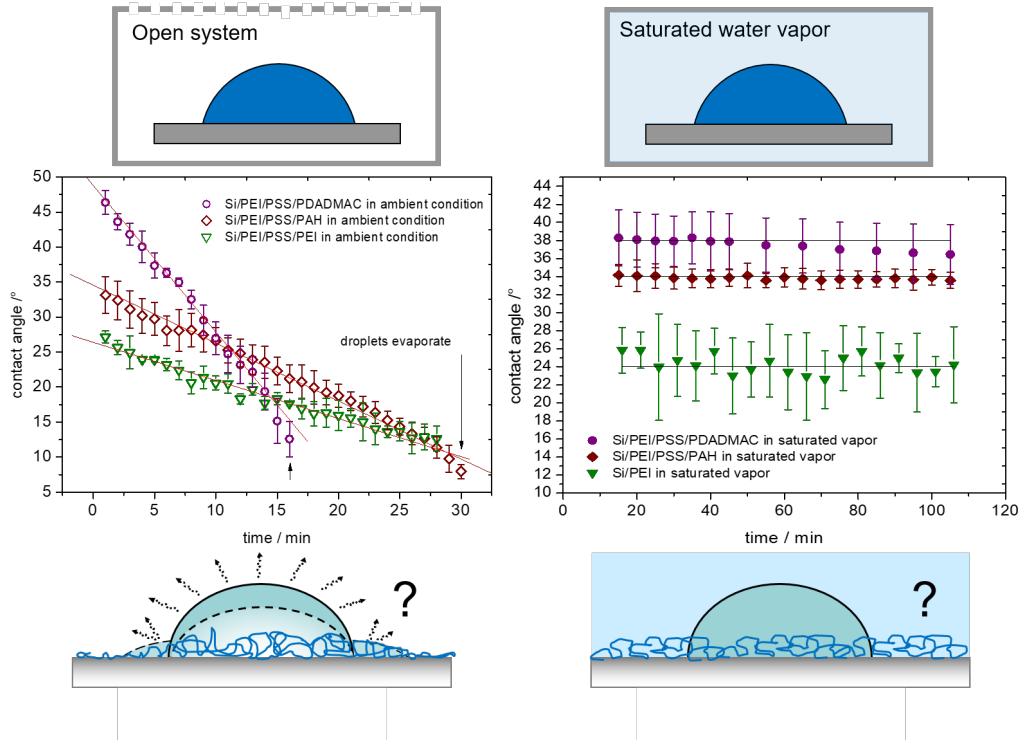 Open system
Saturated water vapor
50
45
40
35
30
25
20
15
10
5
contact angle /°
Si/PEI/PSS/PDADMAC in ambient condition
Si/PEI/PSS/PAH in ambient condition
Si/PEI/PSS/PEI in ambient condition
droplets evaporate
0 5 10 15 20 25 30
time / min
44
42
40
38
36
34
32
30
28
26
24
22
20
18
16
14
12
10
contact angle /°
Si/PEI/PSS/PDADMAC in saturated vapor
Si/PEI/PSS/PAH in saturated vapor
Si/PEI in saturated vapor
0 20 40 60 80 100 120
time / min
?
?